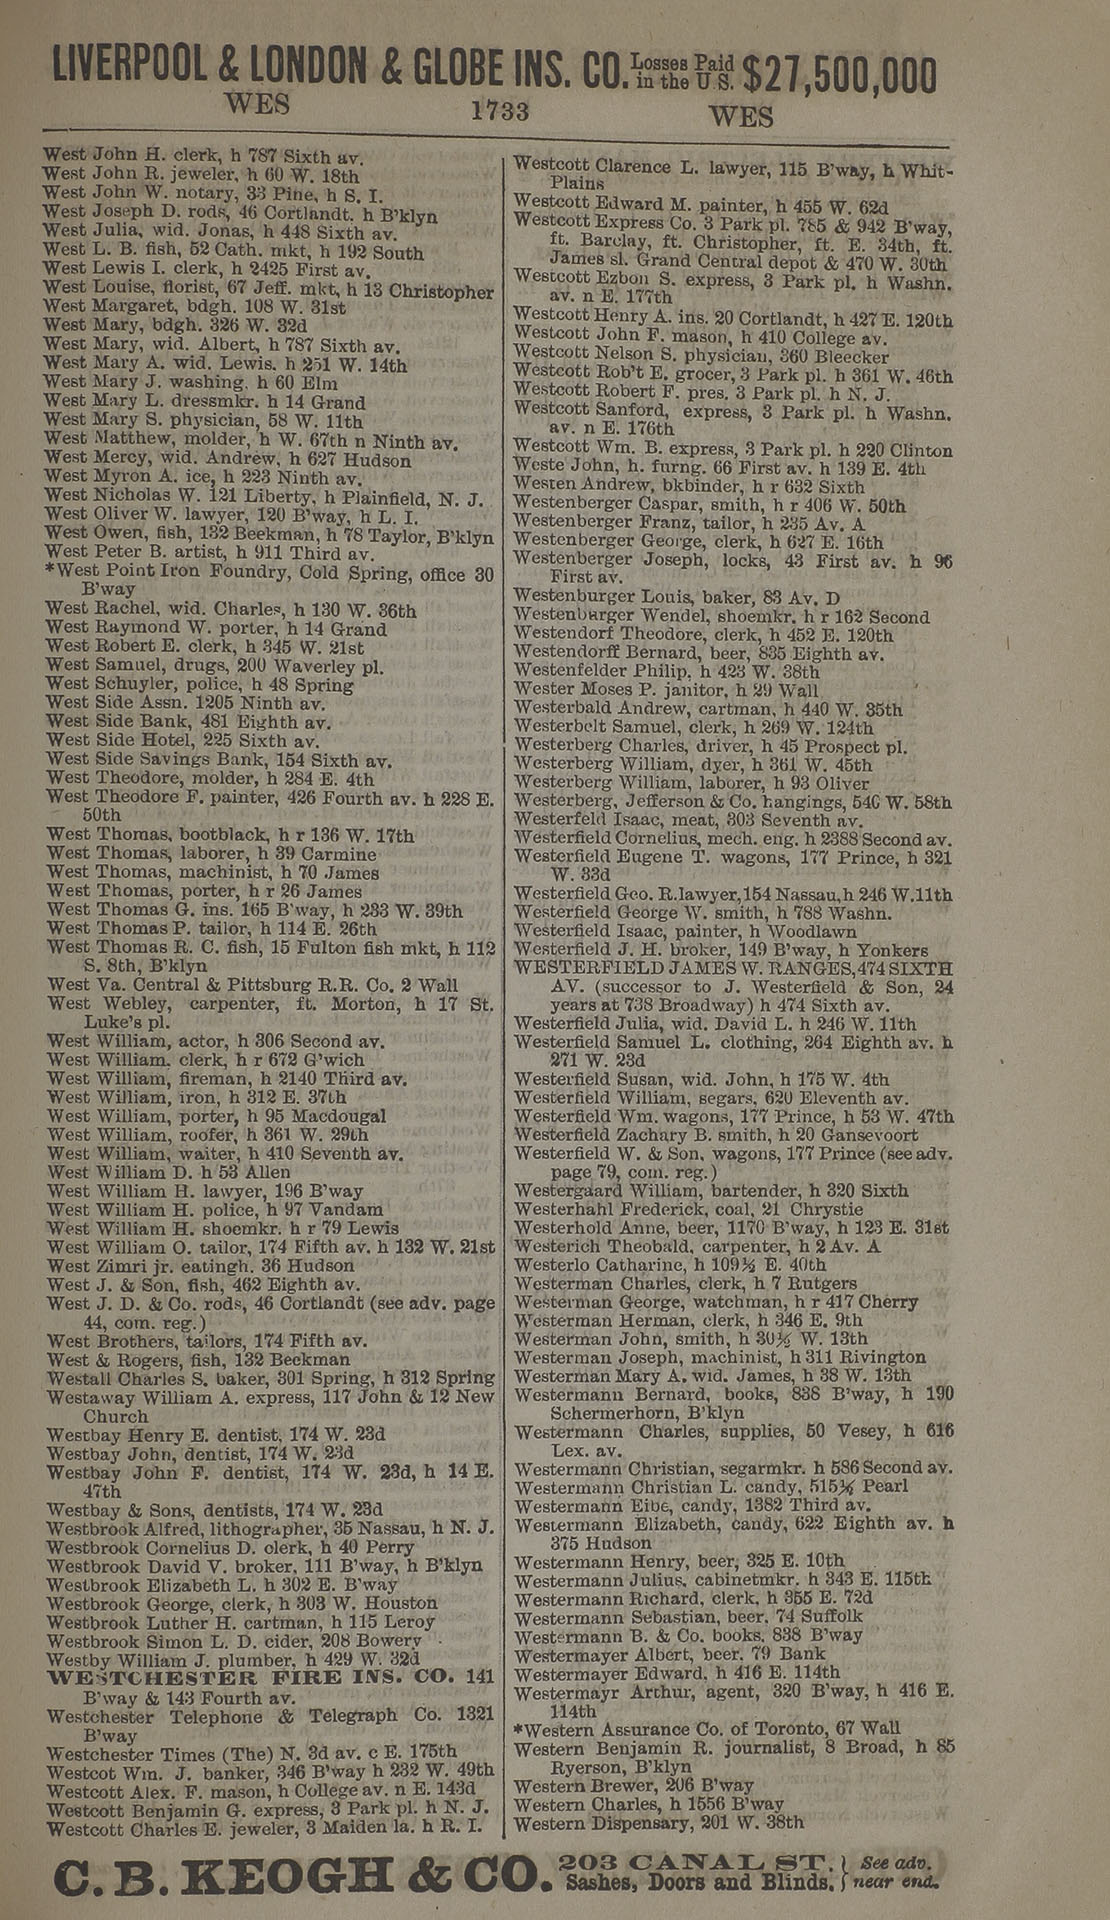 LIVERPOOL & LONDON & GLOBE INS. CO. Losses Paid in the U.S. $27,500,000
WES 1733 WES
West John H. clerk, h 787 Sixth av.
West John R. jeweler, h 60 W. 18th
West John W. notary, 33 Pine, h S. I.
West Joseph D. rods, 46 Cortlandt. h B'klyn
West Julia, wid. Jonas, h 448 Sixth av.
West L. B. fish, 52 Cath. mkt, h 192 South
West Lewis I. clerk, h 2425 First av.
West Louise, florist, 67 Jeff. mkt, h 13 Christopher
West Margaret, bdgh. 108 W. 31st
West Mary, bdgh. 326 W. 32d
West Mary, wid. Albert, h 787 Sixth av.
West Mary A. wid. Lewis, h 251 W. 14th
West Mary J. washing, h 60 Elm
West Mary L. dressmkr. h 14 Grand
West Mary S. physician, 58 W. 11th
West Matthew, molder, h W. 67th n Ninth av.
West Mercy, wid. Andrew, h 627 Hudson
West Myron A. ice, h 223 Ninth av.
West Nicholas W. 121 Liberty, h Plainfield, N. J.
West Oliver W. lawyer, 120 B'way, h L. I.
West Owen, fish, 132 Beekman, h 78 Taylor, B'klyn
West Peter B. artist, h 911 Third av.
*West Point Iron Foundry, Cold Spring, office 30
B'way
West Rachel, wid. Charles, h 130 W. 36th
West Raymond W. porter, h 14 Grand
West Robert E. clerk, h 345 W. 21st
West Samuel, drugs, 200 Waverley pl.
West Schuyler, police, h 48 Spring
West Side Assn. 1205 Ninth av.
West Side Bank, 481 Eighth av.
West Side Hotel, 225 Sixth av.
West Side Savings Bank, 154 Sixth av.
West Theodore, molder, h 284 E. 4th
West Theodore F. painter, 426 Fourth av. h 228 E.
50th
West Thomas, bootblack, h r 136 W. 17th
West Thomas, laborer, h 39 Carmine
West Thomas, machinist, h 70 James
West Thomas, porter, h r 26 James
West Thomas G. ins. 165 B'way, h 233 W. 39th
West Thomas P. tailor, h 114 E. 26th
West Thomas R. C. fish, 15 Fulton fish mkt, h 112
S. 8th, B'klyn
West Va. Central & Pittsburg R.R. Co. 2 Wall
West Webley, carpenter, ft. Morton, h 17 St.
Luke's pl.
West William, actor, h 306 Second av.
West William, clerk, h r 672 G'wich
West William, fireman, h 2140 Third av.
West William, iron, h 312 E. 37th
West William, porter, h 95 Macdougal
West William, roofer, h 361 W. 29th
West William, waiter, h 410 Seventh av.
West William D. h 53 Allen
West William H. lawyer, 196 B'way
West William H. police, h 97 Vandam
West William H. shoemkr. h r 79 Lewis
West William O. tailor, 174 Fifth av. h 132 W. 21st
West Zimri jr. eatingh. 36 Hudson
West J. & Son, fish, 462 Eighth av.
West J. D. & Co. rods, 46 Cortlandt (see adv. page
44, com. reg.)
West Brothers, tailors, 174 Fifth av.
West & Rogers, fish, 132 Beekman
Westall Charles S. baker, 301 Spring, h 312 Spring
Westaway William A. express, 117 John & 12 New
Church
Westbay Henry E. dentist, 174 W. 23d
Westbay John, dentist, 174 W. 23d
Westbay John F. dentist, 174 W. 23d, h 14 E.
47th
Westbay & Sons, dentists, 174 W. 23d
Westbrook Alfred, lithographer, 35 Nassau, h N. J.
Westbrook Cornelius D. clerk, h 40 Perry
Westbrook David V. broker, 111 B'way, h B'klyn
Westbrook Elizabeth L. h 302 E. B'way
Westbrook George, clerk, h 303 W. Houston
Westbrook Luther H. cartman, h 115 Leroy
Westbrook Simon L. D. cider, 208 Bowery
Westby William J. plumber, h 429 W. 32d
WESTCHESTER FIRE INS. CO. 141
B'way & 143 Fourth av.
Westchester Telephone & Telegraph Co. 1321
B'way
Westchester Times (The) N. 3d av. c E. 175th
Westcot Wm. J. banker, 346 B'way h 232 W. 49th
Westcott Alex. F. mason, h College av. n E. 143d
Westcott Benjamin G. express, 3 Park pl. h N. J.
Westcott Charles E. jeweler, 3 Maiden la. h R. I.
Westcott Clarence L. lawyer, 115 B'way, h Whit-
Plains
Westcott Edward M. painter, h 455 W. 62d
Westcott Express Co. 3 Park pl. 785 & 942 B'way,
ft. Barclay, ft. Christopher, ft. E. 34th, ft.
James sl. Grand Central depot & 470 W. 30th
Westcott Ezbon S. express, 3 Park pl. h Washn.
av. n E. 177th
Westcott Henry A. ins. 20 Cortlandt, h 427 E. 120th
Westcott John F. mason, h 410 College av.
Westcott Nelson S. physician, 360 Bleecker
Westcott Rob't E. grocer, 3 Park pl. h 361 W. 46th
Westcott Robert F. pres. 3 Park pl. h N. J.
Westcott Sanford, express, 3 Park pl. h Washn.
av. n E. 176th
Westcott Wm. B. express, 3 Park pl. h 220 Clinton
Weste John, h. furng. 66 First av. h 139 E. 4th
Westen Andrew, bkbinder, h r 632 Sixth
Westenberger Caspar, smith, h r 406 W. 50th
Westenberger Franz, tailor, h 235 Av. A
Westenberger George, clerk, h 627 E. 16th
Westenberger Joseph, locks, 43 First av. h 96
First av.
Westenburger Louis, baker, 83 Av. D
Westenburger Wendel, shoemkr. h r 162 Second
Westendorf Theodore, clerk, h 452 E. 120th
Westendorff Bernard, beer, 835 Eighth av.
Westenfelder Philip, h 423 W. 38th
Wester Moses P. janitor, h 29 Wall
Westerbald Andrew, cartman, h 440 W. 35th
Westerbelt Samuel, clerk, h 269 W. 124th
Westerberg Charles, driver, h 45 Prospect pl.
Westerberg William, dyer, h 361 W. 45th
Westerberg William, laborer, h 93 Oliver
Westerberg, Jefferson & Co. hangings, 546 W. 58th
Westerfeld Isaac, meat, 303 Seventh av.
Westerfield Cornelius, mech. eng. h 2388 Second av.
Westerfield Eugene T. wagons, 177 Prince, h 321
W. 33d
Westerfield Geo. R. lawyer, 154 Nassau, h 246 W. 11th
Westerfield George W. smith, h 788 Washn.
Westerfield Isaac, painter, h Woodlawn
Westerfield J. H. broker, 149 B'way, h Yonkers
WESTERFIELD JAMES W. RANGES, 474 SIXTH
AV. (successor to J. Westerfield & Son, 24
years at 738 Broadway) h 474 Sixth av.
Westerfield Julia, wid. David L. h 246 W. 11th
Westerfield Samuel L. clothing, 264 Eighth av. h
271 W. 23d
Westerfield Susan, wid. John, h 175 W. 4th
Westerfield William, segars, 620 Eleventh av.
Westerfield Wm. wagons, 177 Prince, h 53 W. 47th
Westerfield Zachary B. smith, h 20 Gansevoort
Westerfield W. & Son, wagons, 177 Prince (see adv.
page 79, com. reg.)
Westergaard William, bartender, h 320 Sixth
Westerhahl Frederick, coal, 21 Chrystie
Westerhold Anne, beer, 1170 B'way, h 123 E. 31st
Westerich Theobald, carpenter, h 2 Av. A
Westerlo Catharine, h 109½ E. 40th
Westerman Charles, clerk, h 7 Rutgers
Westerman George, watchman, h r 417 Cherry
Westerman Herman, clerk, h 346 E. 9th
Westerman John, smith, h 30½ W. 13th
Westerman Joseph, machinist, h 311 Rivington
Westerman Mary A. wid. James, h 38 W. 13th
Westermann Bernard, books, 838 B'way, h 190
Schermerhorn, B'klyn
Westermann Charles, supplies, 50 Vesey, h 616
Lex. av.
Westermann Christian, segarmkr. h 586 Second av.
Westermann Christian L. candy, 515½ Pearl
Westermann Eibe, candy, 1382 Third av.
Westermann Elizabeth, candy, 622 Eighth av. h
375 Hudson
Westermann Henry, beer, 325 E. 10th
Westermann Julius, cabinetmkr. h 343 E. 115th
Westermann Richard, clerk, h 355 E. 72d
Westermann Sebastian, beer, 74 Suffolk
Westermann B. & Co. books, 838 B'way
Westermayer Albert, beer, 79 Bank
Westermayer Edward, h 416 E. 114th
Westermayr Arthur, agent, 320 B'way, h 416 E.
114th
*Western Assurance Co. of Toronto, 67 Wall
Western Benjamin R. journalist, 8 Broad, h 85
Ryerson, B'klyn
Western Brewer, 206 B'way
Western Charles, h 1556 B'way
Western Dispensary, 201 W. 38th
C. B. KEOGH & CO. 203 CANAL ST. } See adv.
Sashes, Doors and Blinds. } near end.